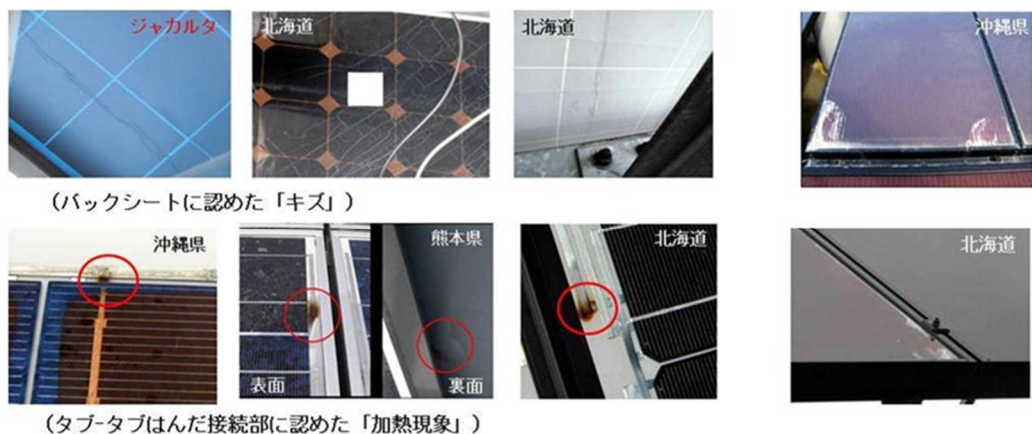 ジャカルタ
北海道
北海道
沖縄県
（バックシートに認めた「キズ」）
沖縄県
熊本県
表面
裏面
北海道
北海道
（タブ-タブはんだ接続部に認めた「加熱現象」）